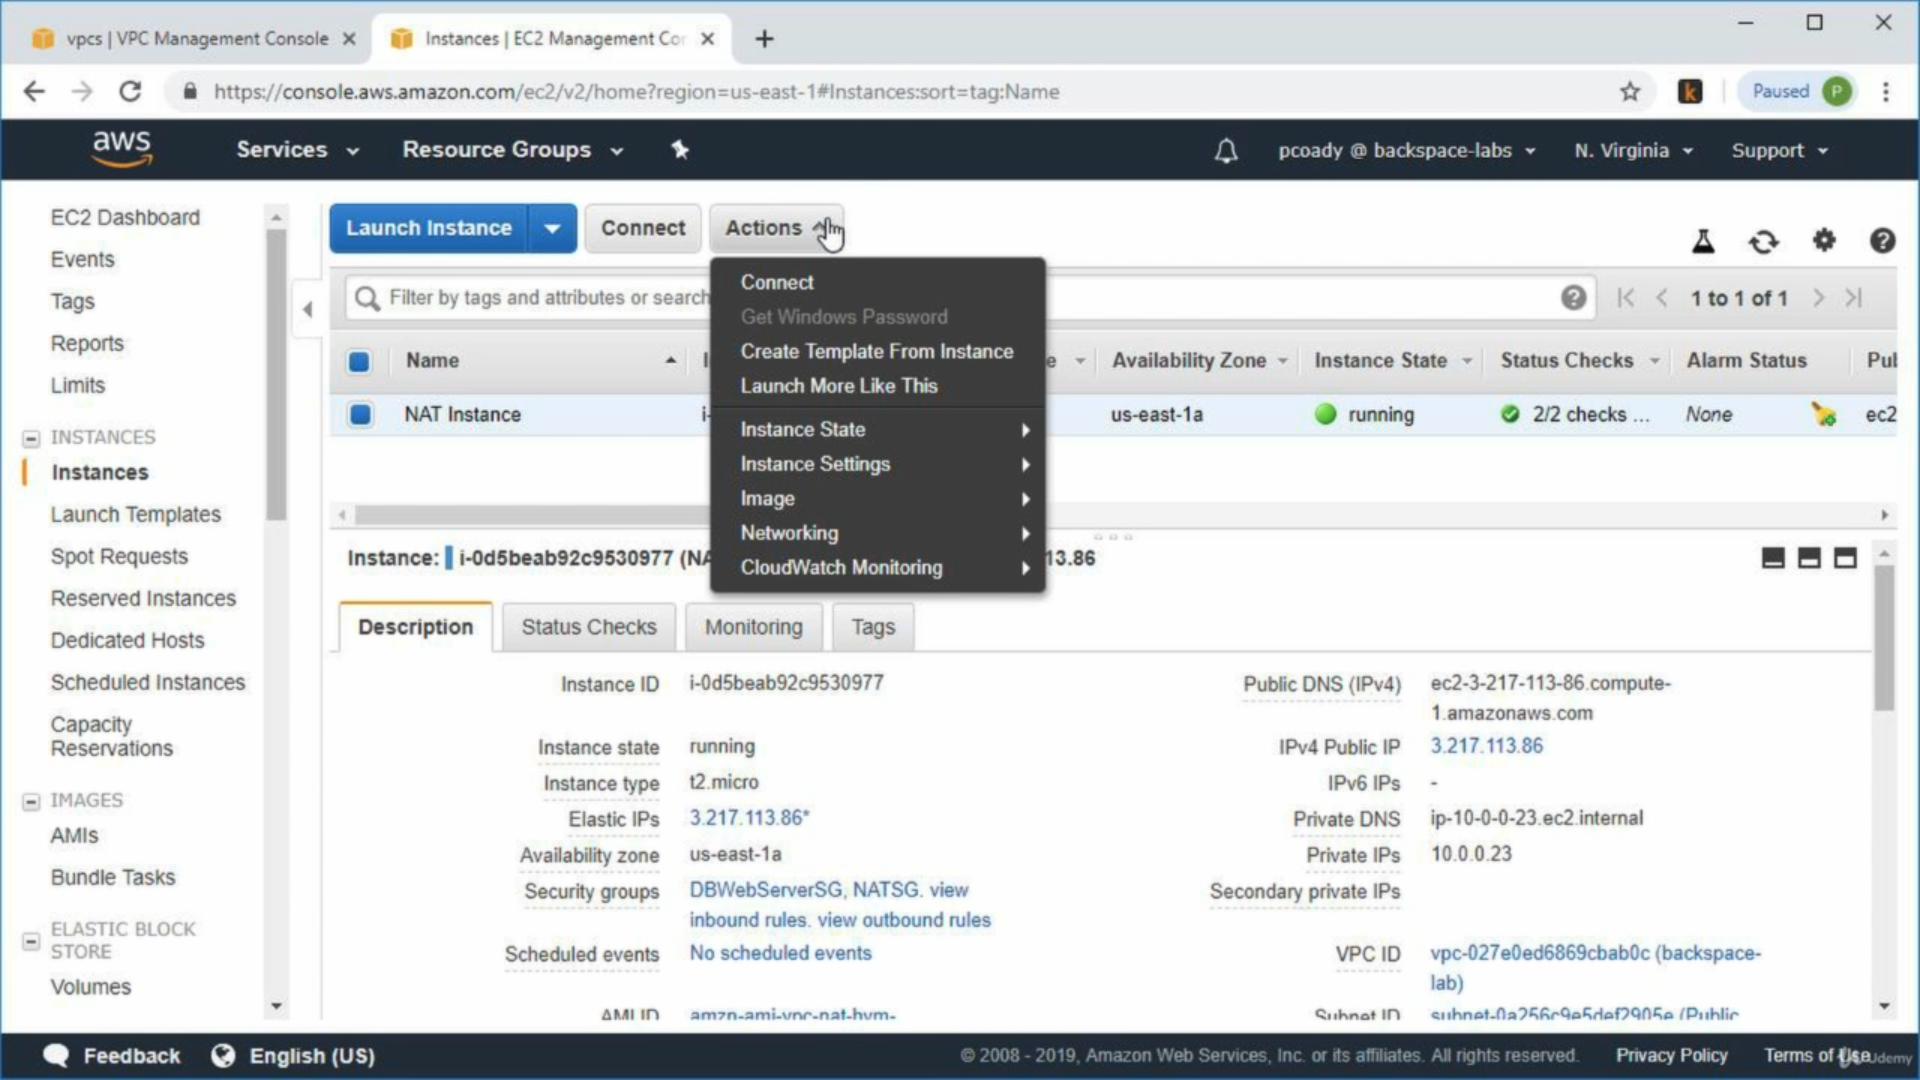 vpcs | VPC Management Console
Instances | EC2 Management Con
https://console.aws.amazon.com/ec2/v2/home?region=us-east-1#Instances:sort=tag:Name
k
Paused P
aws
Services
Resource Groups
pcoady @ backspace-labs
N. Virginia
Support
EC2 Dashboard
Events
Tags
Reports
Limits
INSTANCES
Instances
Launch Templates
Spot Requests
Reserved Instances
Dedicated Hosts
Scheduled Instances
Capacity
Reservations
IMAGES
AMIs
Bundle Tasks
ELASTIC BLOCK
STORE
Volumes
Launch Instance
Connect
Actions
Filter by tags and attributes or search
1 to 1 of 1
Connect
Get Windows Password
Create Template From Instance
Launch More Like This
Instance State
Instance Settings
Image
Networking
CloudWatch Monitoring
Name
Availability Zone
Instance State
Status Checks
Alarm Status
NAT Instance
us-east-1a
running
2/2 checks ...
None
ec2
Instance: i-0d5beab92c9530977 (NA
13.86
Description
Status Checks
Monitoring
Tags
Instance ID i-0d5beab92c9530977
Instance state running
Instance type t2.micro
Elastic IPs 3.217.113.86*
Availability zone us-east-1a
Security groups DBWebServerSG, NATSG. view
inbound rules. view outbound rules
Scheduled events No scheduled events
AMI ID amzn-ami-vpc-nat-hvm-
Public DNS (IPv4) ec2-3-217-113-86.compute-
1.amazonaws.com
IPv4 Public IP 3.217.113.86
IPv6 IPs -
Private DNS ip-10-0-0-23.ec2.internal
Private IPs 10.0.0.23
Secondary private IPs
VPC ID vpc-027e0ed6869cbab0c (backspace-
lab)
Subnet ID subnet-0a256c9e5def2905e (Public
Feedback
English (US)
© 2008 - 2019, Amazon Web Services, Inc. or its affiliates. All rights reserved.
Privacy Policy
Terms of Use
Udemy